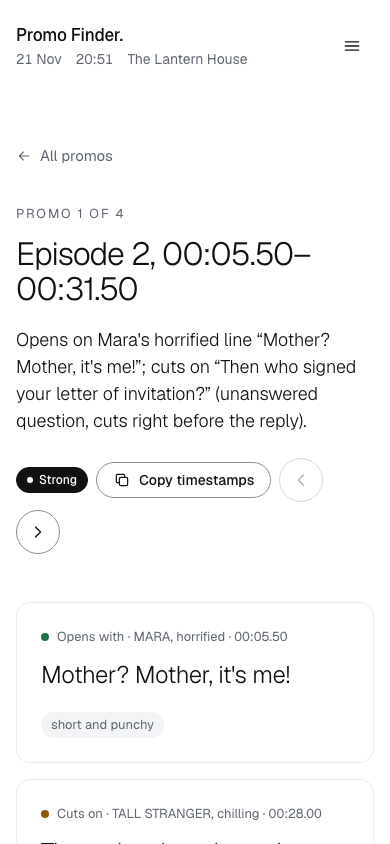 Promo Finder.
21 Nov 20:51 The Lantern House
← All promos
PROMO 1 OF 4
Episode 2, 00:05.50–
00:31.50
Opens on Mara's horrified line “Mother?
Mother, it's me!”; cuts on “Then who signed
your letter of invitation?” (unanswered
question, cuts right before the reply).
Strong
Copy timestamps
Opens with · MARA, horrified · 00:05.50
Mother? Mother, it's me!
short and punchy
Cuts on · TALL STRANGER, chilling · 00:28.00